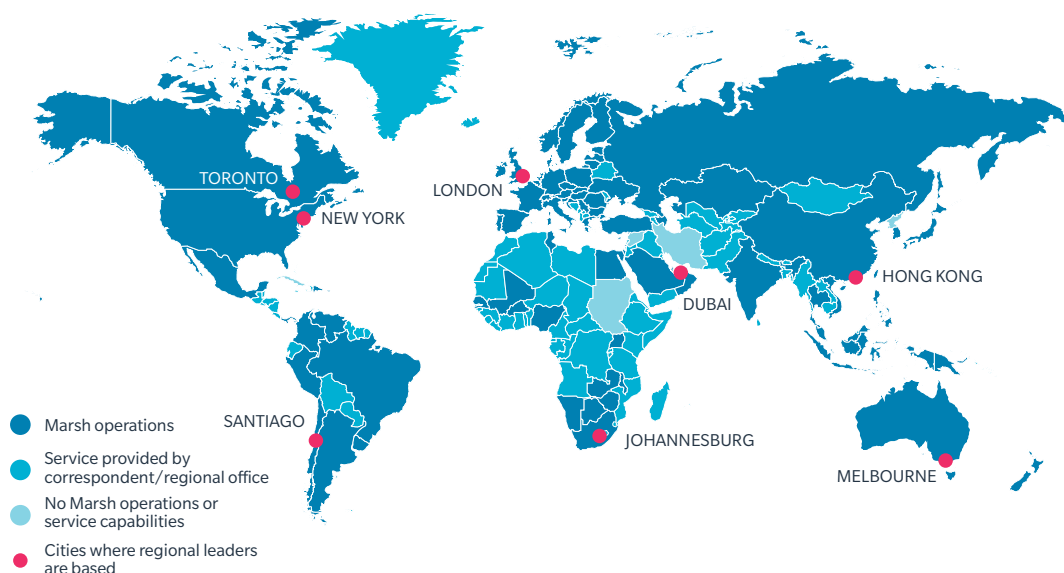 TORONTO
NEW YORK
LONDON
HONG KONG
DUBAI
SANTIAGO
JOHANNESBURG
MELBOURNE
Marsh operations
Service provided by
correspondent/regional office
No Marsh operations or
service capabilities
Cities where regional leaders
are based